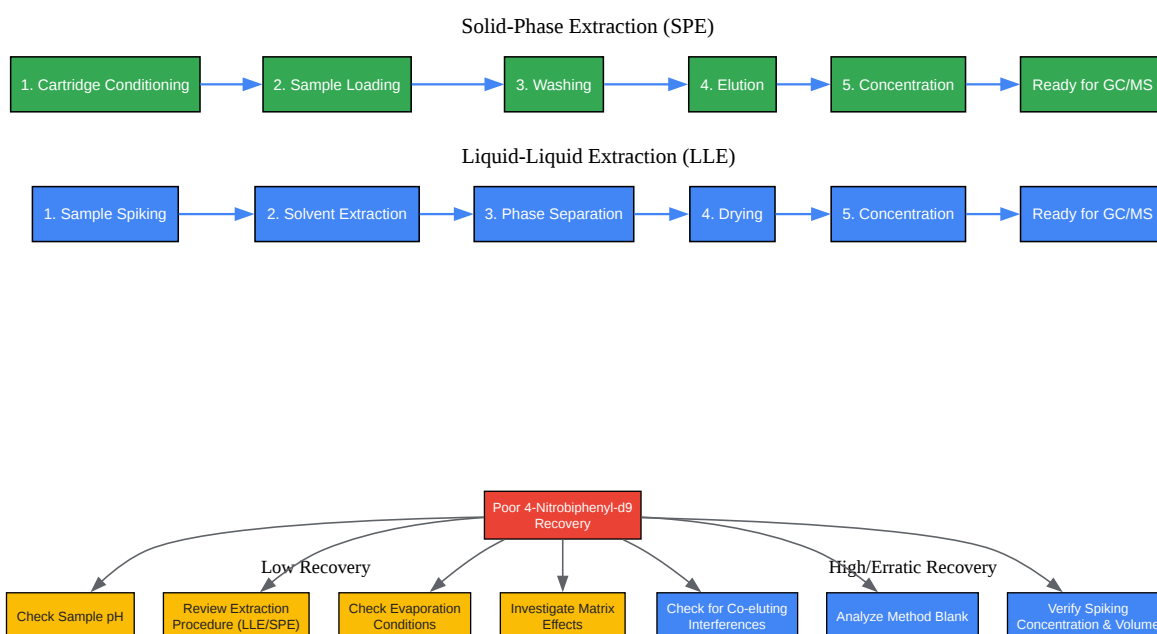 Solid-Phase Extraction (SPE)
1. Cartridge Conditioning
2. Sample Loading
3. Washing
4. Elution
5. Concentration
Ready for GC/MS
Liquid-Liquid Extraction (LLE)
1. Sample Spiking
2. Solvent Extraction
3. Phase Separation
4. Drying
5. Concentration
Ready for GC/MS
Poor 4-Nitrobiphenyl-d9
Recovery
Low Recovery
High/Erratic Recovery
Check Sample pH
Review Extraction
Procedure (LLE/SPE)
Check Evaporation
Conditions
Investigate Matrix
Effects
Check for Co-eluting
Interferences
Analyze Method Blank
Verify Spiking
Concentration & Volume